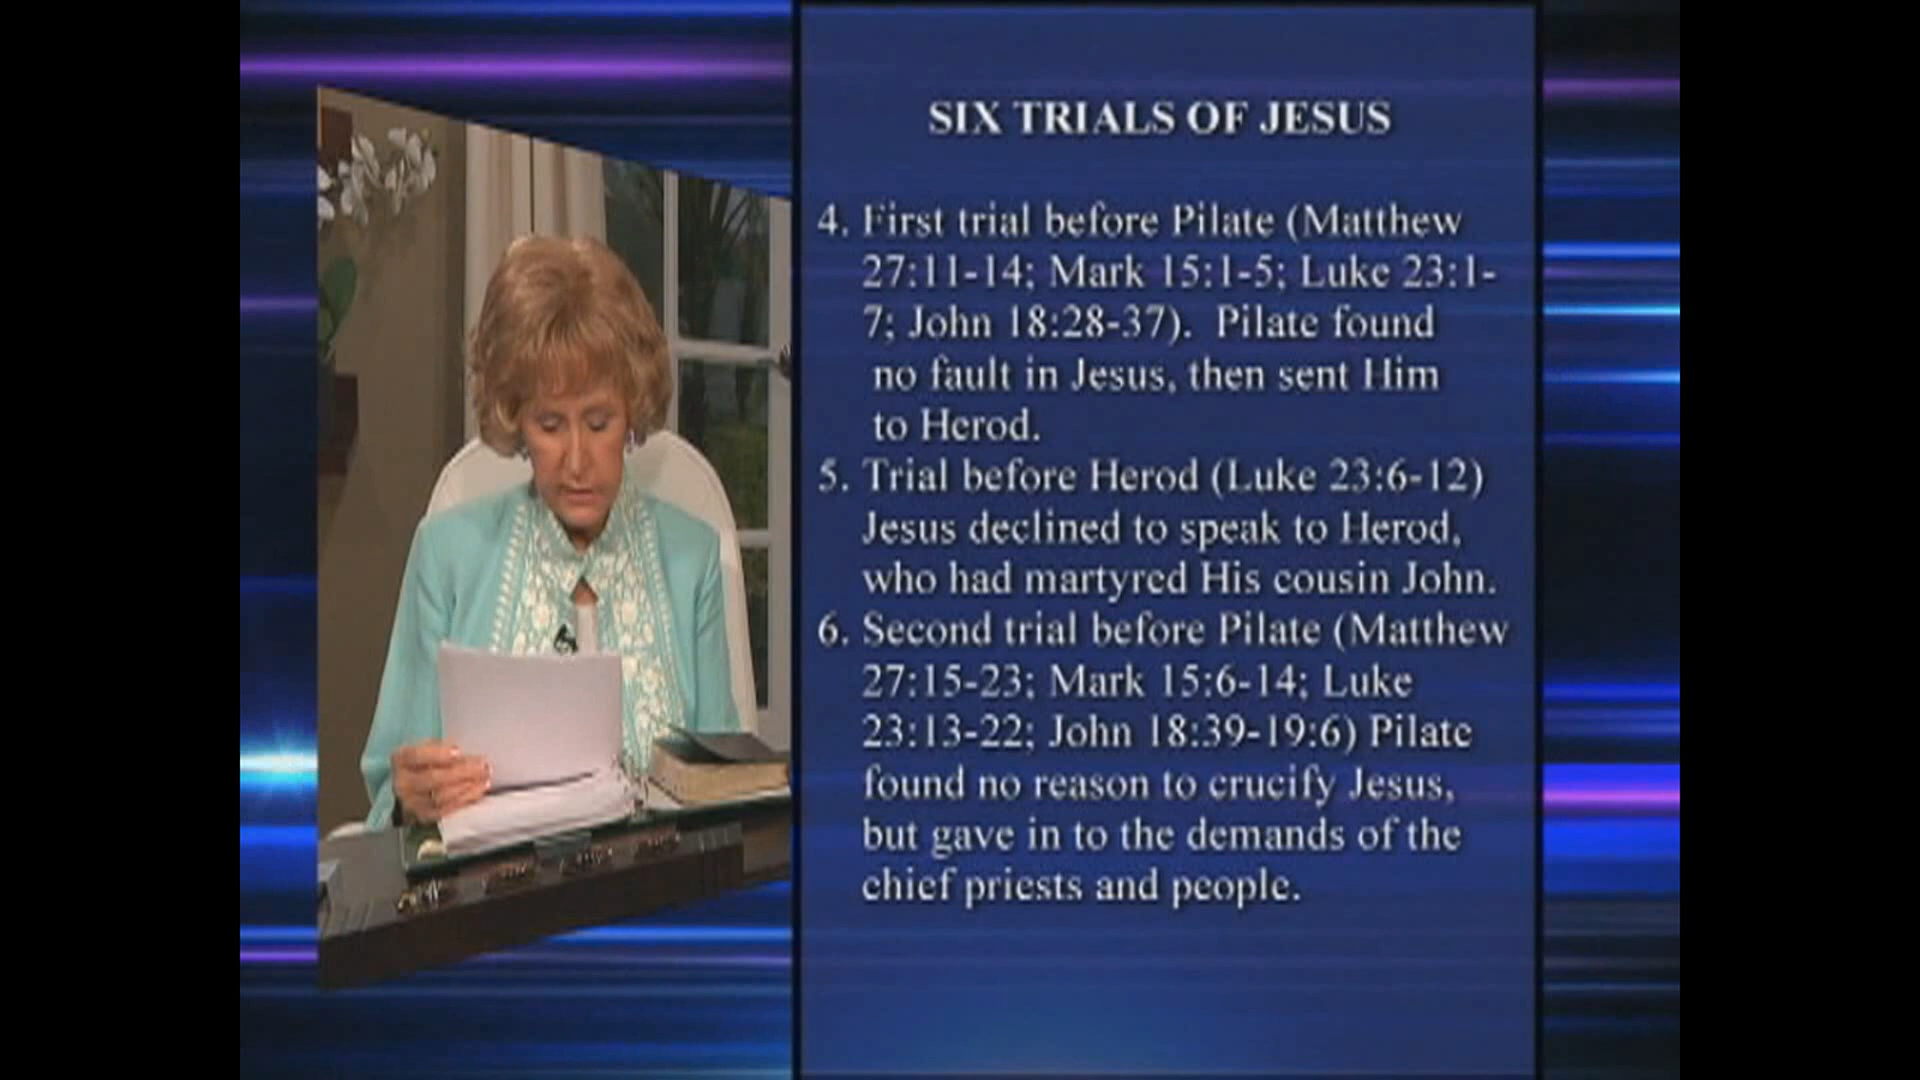 SIX TRIALS OF JESUS
4. First trial before Pilate (Matthew
27:11-14; Mark 15:1-5; Luke 23:1-
7; John 18:28-37).  Pilate found
no fault in Jesus, then sent Him
to Herod.
5. Trial before Herod (Luke 23:6-12)
Jesus declined to speak to Herod,
who had martyred His cousin John.
6. Second trial before Pilate (Matthew
27:15-23; Mark 15:6-14; Luke
23:13-22; John 18:39-19:6) Pilate
found no reason to crucify Jesus,
but gave in to the demands of the
chief priests and people.